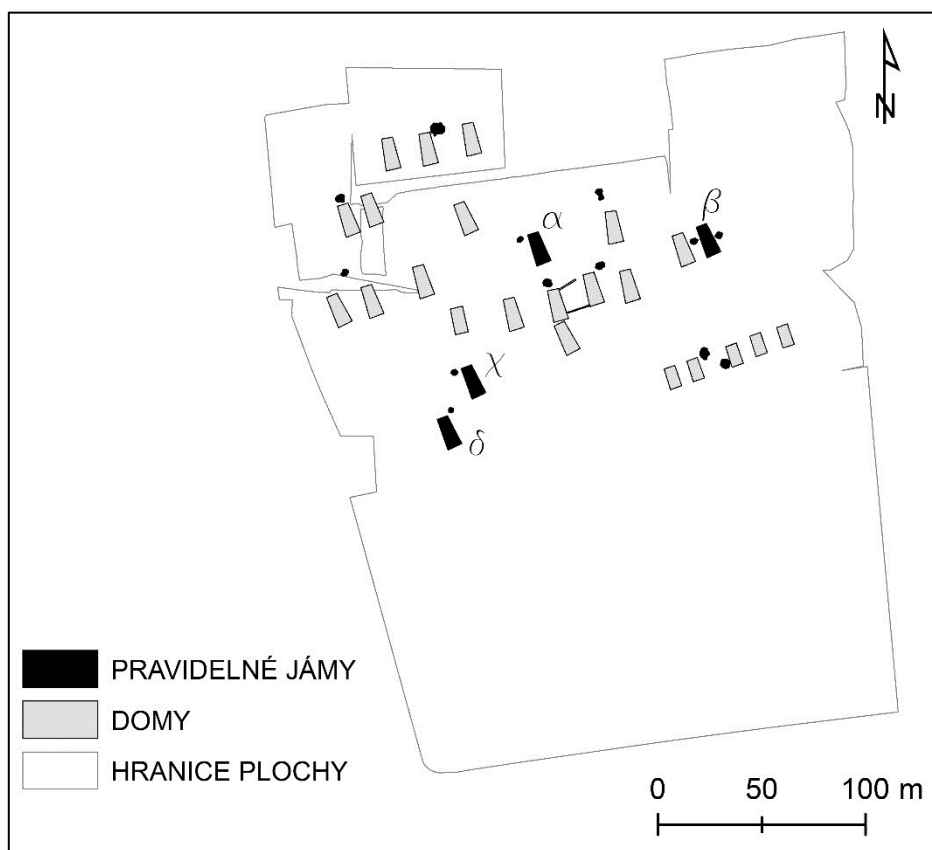 N
α
β
χ
δ
PRAVIDELNÉ JÁMY
DOMY
HRANICE PLOCHY
0 50 100 m